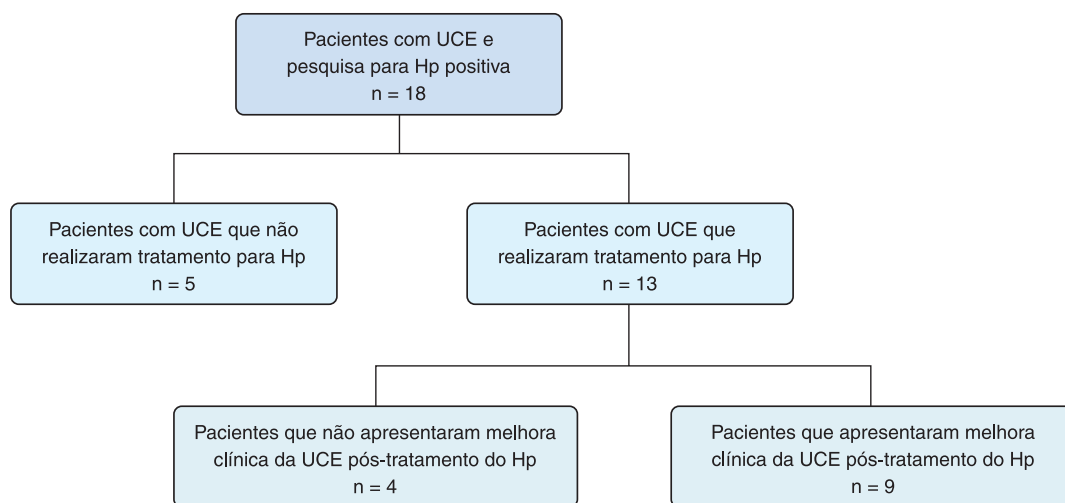 Pacientes com UCE e
pesquisa para Hp positiva
n = 18
Pacientes com UCE que não
realizaram tratamento para Hp
n = 5
Pacientes com UCE que
realizaram tratamento para Hp
n = 13
Pacientes que não apresentaram melhora
clínica da UCE pós-tratamento do Hp
n = 4
Pacientes que apresentaram melhora
clínica da UCE pós-tratamento do Hp
n = 9